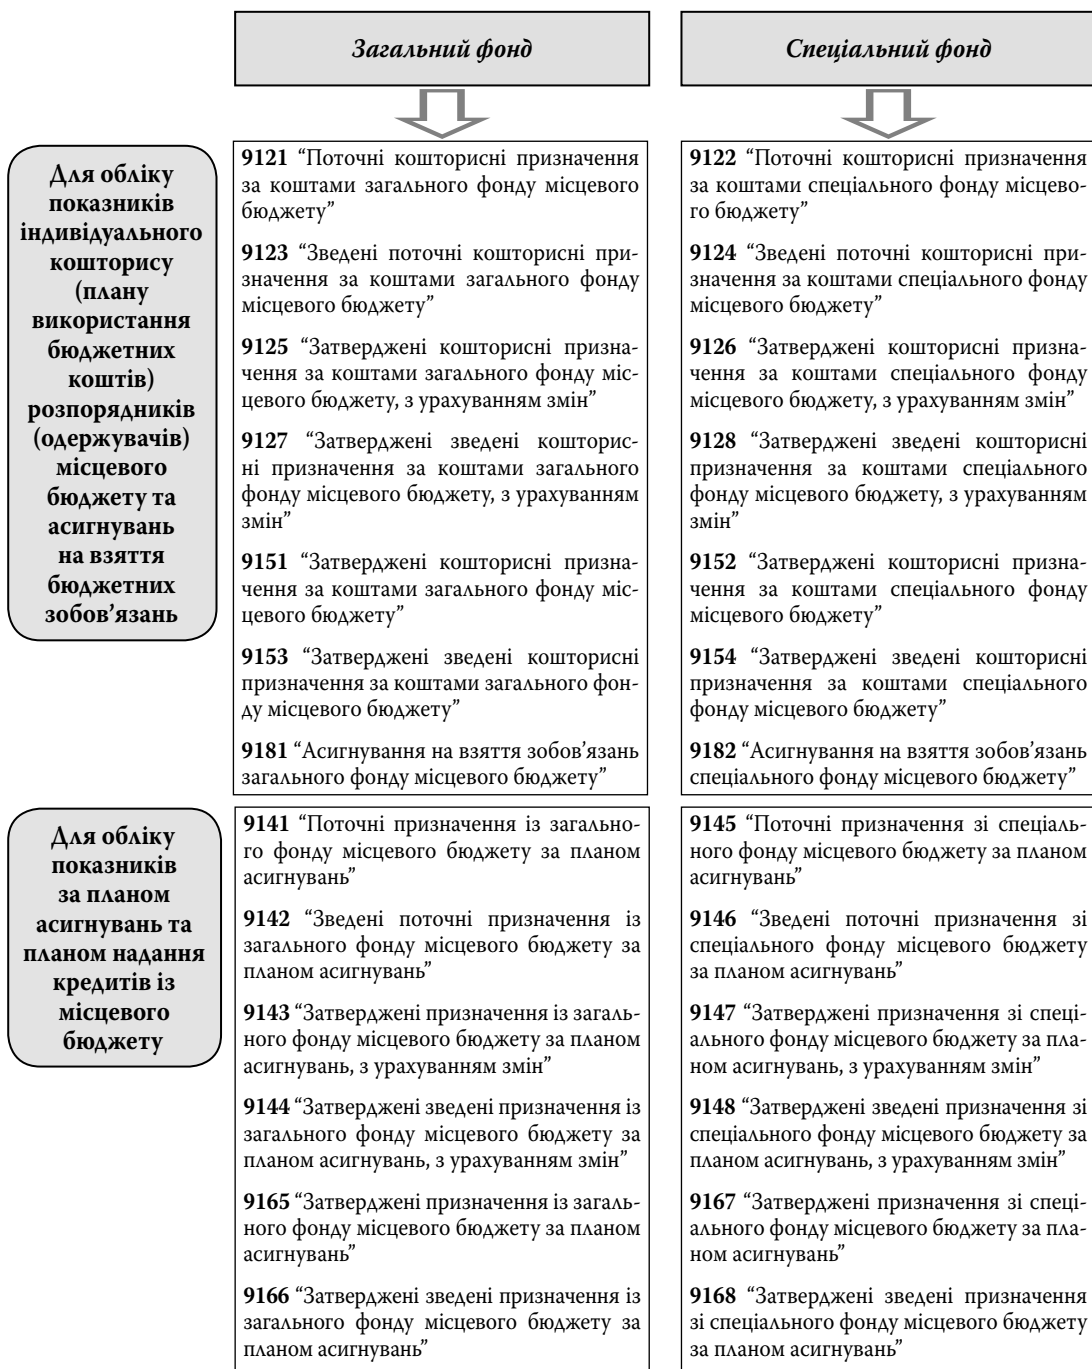 Загальний фонд
Спеціальний фонд
Для обліку
показників
індивідуального
кошторису
(плану
використання
бюджетних
коштів)
розпорядників
(одержувачів)
місцевого
бюджету та
асигнувань
на взяття
бюджетних
зобов’язань
9121 “Поточні кошторисні призначення
за коштами загального фонду місцевого
бюджету”
9123 “Зведені поточні кошторисні при-
значення за коштами загального фонду
місцевого бюджету”
9125 “Затверджені кошторисні призна-
чення за коштами загального фонду міс-
цевого бюджету, з урахуванням змін”
9127 “Затверджені зведені кошторис-
ні призначення за коштами загального
фонду місцевого бюджету, з урахуванням
змін”
9151 “Затверджені кошторисні призна-
чення за коштами загального фонду міс-
цевого бюджету”
9153 “Затверджені зведені кошторисні
призначення за коштами загального фон-
ду місцевого бюджету”
9181 “Асигнування на взяття зобов’язань
загального фонду місцевого бюджету”
9122 “Поточні кошторисні призначення
за коштами спеціального фонду місцево-
го бюджету”
9124 “Зведені поточні кошторисні при-
значення за коштами спеціального фонду
місцевого бюджету”
9126 “Затверджені кошторисні призна-
чення за коштами спеціального фонду
місцевого бюджету, з урахуванням змін”
9128 “Затверджені зведені кошторисні
призначення за коштами спеціального
фонду місцевого бюджету, з урахуванням
змін”
9152 “Затверджені кошторисні призна-
чення за коштами спеціального фонду
місцевого бюджету”
9154 “Затверджені зведені кошторисні
призначення за коштами спеціального
фонду місцевого бюджету”
9182 “Асигнування на взяття зобов’язань
спеціального фонду місцевого бюджету”
Для обліку
показників
за планом
асигнувань та
планом надання
кредитів із
місцевого
бюджету
9141 “Поточні призначення із загально-
го фонду місцевого бюджету за планом
асигнувань”
9142 “Зведені поточні призначення із
загального фонду місцевого бюджету за
планом асигнувань”
9143 “Затверджені призначення із загаль-
ного фонду місцевого бюджету за планом
асигнувань, з урахуванням змін”
9144 “Затверджені зведені призначення із
загального фонду місцевого бюджету за
планом асигнувань, з урахуванням змін”
9165 “Затверджені призначення із загаль-
ного фонду місцевого бюджету за планом
асигнувань”
9166 “Затверджені зведені призначення із
загального фонду місцевого бюджету за
планом асигнувань”
9145 “Поточні призначення зі спеціаль-
ного фонду місцевого бюджету за планом
асигнувань”
9146 “Зведені поточні призначення зі
спеціального фонду місцевого бюджету
за планом асигнувань”
9147 “Затверджені призначення зі спеці-
ального фонду місцевого бюджету за пла-
ном асигнувань, з урахуванням змін”
9148 “Затверджені зведені призначення зі
спеціального фонду місцевого бюджету за
планом асигнувань, з урахуванням змін”
9167 “Затверджені призначення зі спеці-
ального фонду місцевого бюджету за пла-
ном асигнувань”
9168 “Затверджені зведені призначення
зі спеціального фонду місцевого бюджету
за планом асигнувань”